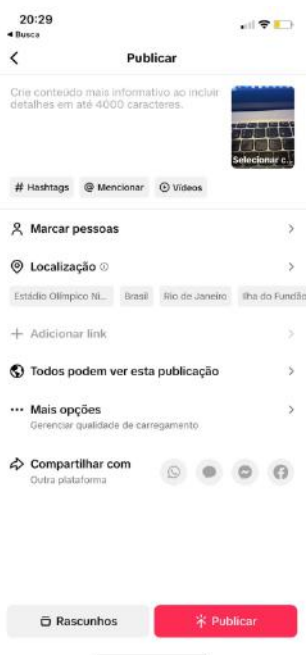 20:29
Busca
Publicar
Crie conteúdo mais informativo ao incluir
detalhes em até 4000 caracteres.
Selecionar c...
# Hashtags @ Mencionar Vídeos
Marcar pessoas
Localização
Estádio Olímpico Ni... Brasil Rio de Janeiro Ilha do Fundão
+ Adicionar link
Todos podem ver esta publicação
Mais opções
Gerenciar qualidade de carregamento
Compartilhar com
Outra plataforma
Rascunhos
Publicar